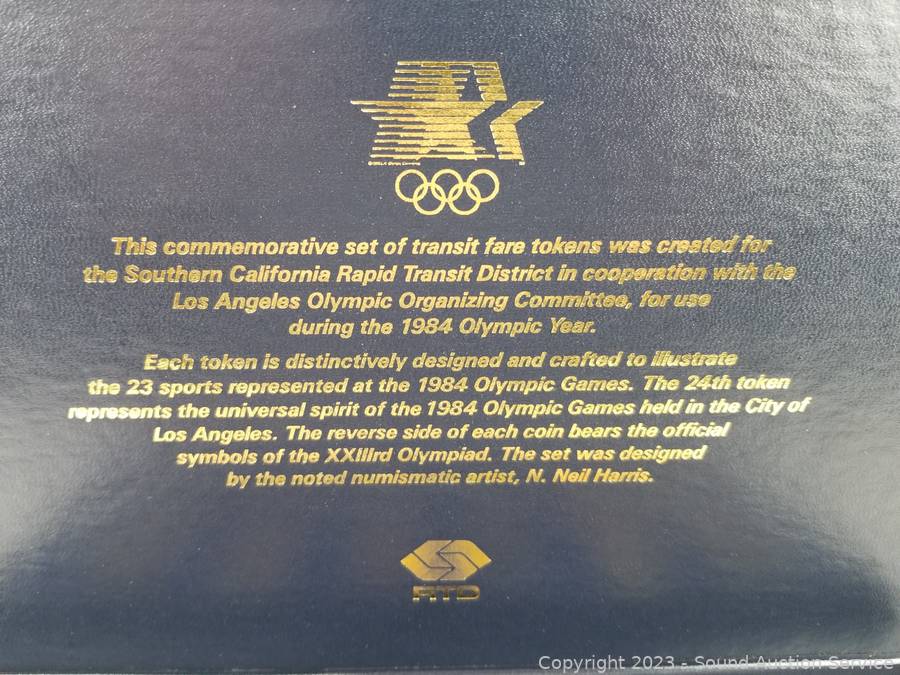 This commemorative set of transit fare tokens was created for
the Southern California Rapid Transit District in cooperation with the
Los Angeles Olympic Organizing Committee, for use
during the 1984 Olympic Year.
Each token is distinctively designed and crafted to illustrate
the 23 sports represented at the 1984 Olympic Games. The 24th token
represents the universal spirit of the 1984 Olympic Games held in the City of
Los Angeles. The reverse side of each coin bears the official
symbols of the XXIIIrd Olympiad. The set was designed
by the noted numismatic artist, N. Neil Harris.
RTD
Copyright 2023 - Sound Auction Service